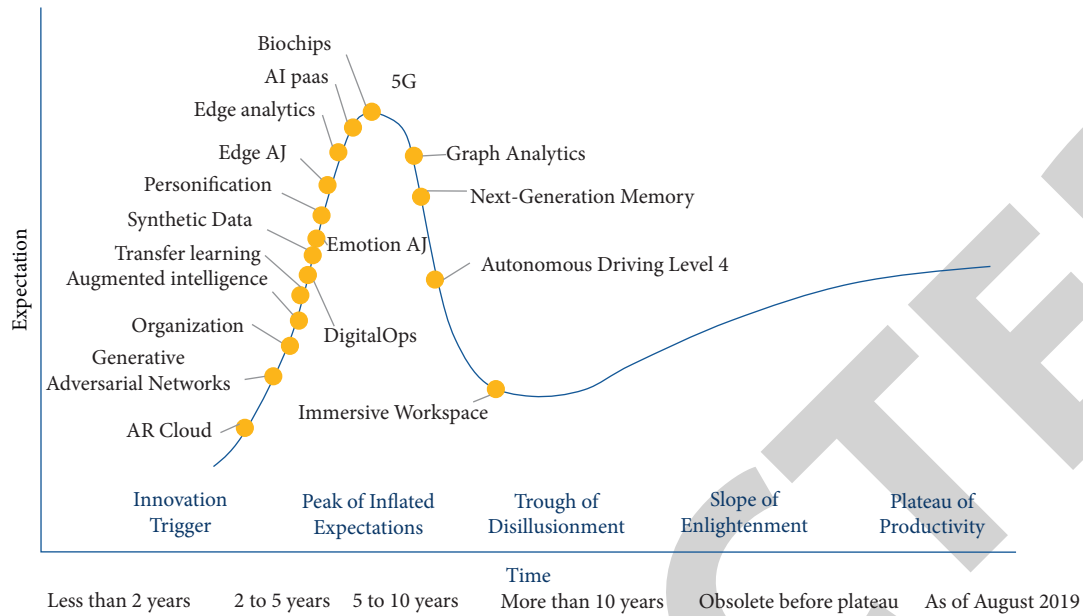 Biochips
5G
AI paas
Edge analytics
Edge AJ
Graph Analytics
Personification
Next-Generation Memory
Synthetic Data
Emotion AJ
Transfer learning
Autonomous Driving Level 4
Augmented intelligence
Organization
DigitalOps
Generative
Adversarial Networks
Immersive Workspace
AR Cloud
Expectation
Innovation
Trigger
Peak of Inflated
Expectations
Trough of
Disillusionment
Slope of
Enlightenment
Plateau of
Productivity
Time
Less than 2 years 2 to 5 years 5 to 10 years More than 10 years Obsolete before plateau As of August 2019